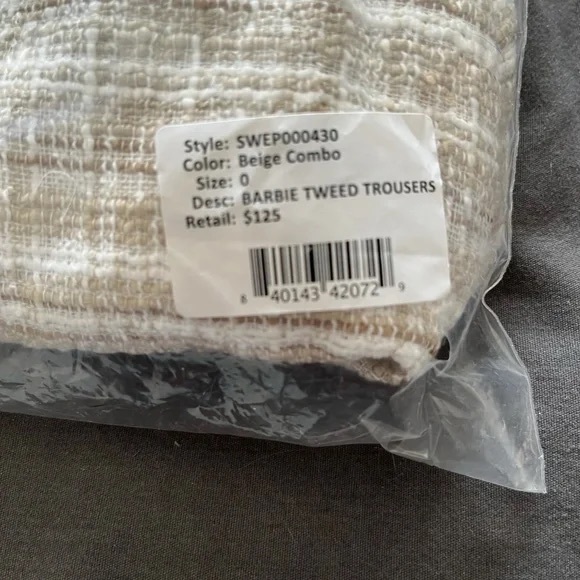 Style: SWEP000430
Color: Beige Combo
Size: 0
Desc: BARBIE TWEED TROUSERS
Retail: $125
8 40143 42072 9